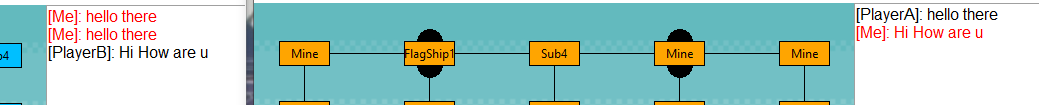 b4
[Me]: hello there
[Me]: hello there
[PlayerB]: Hi How are u
Mine
FlagShip1
Sub4
Mine
Mine
[PlayerA]: hello there
[Me]: Hi How are u